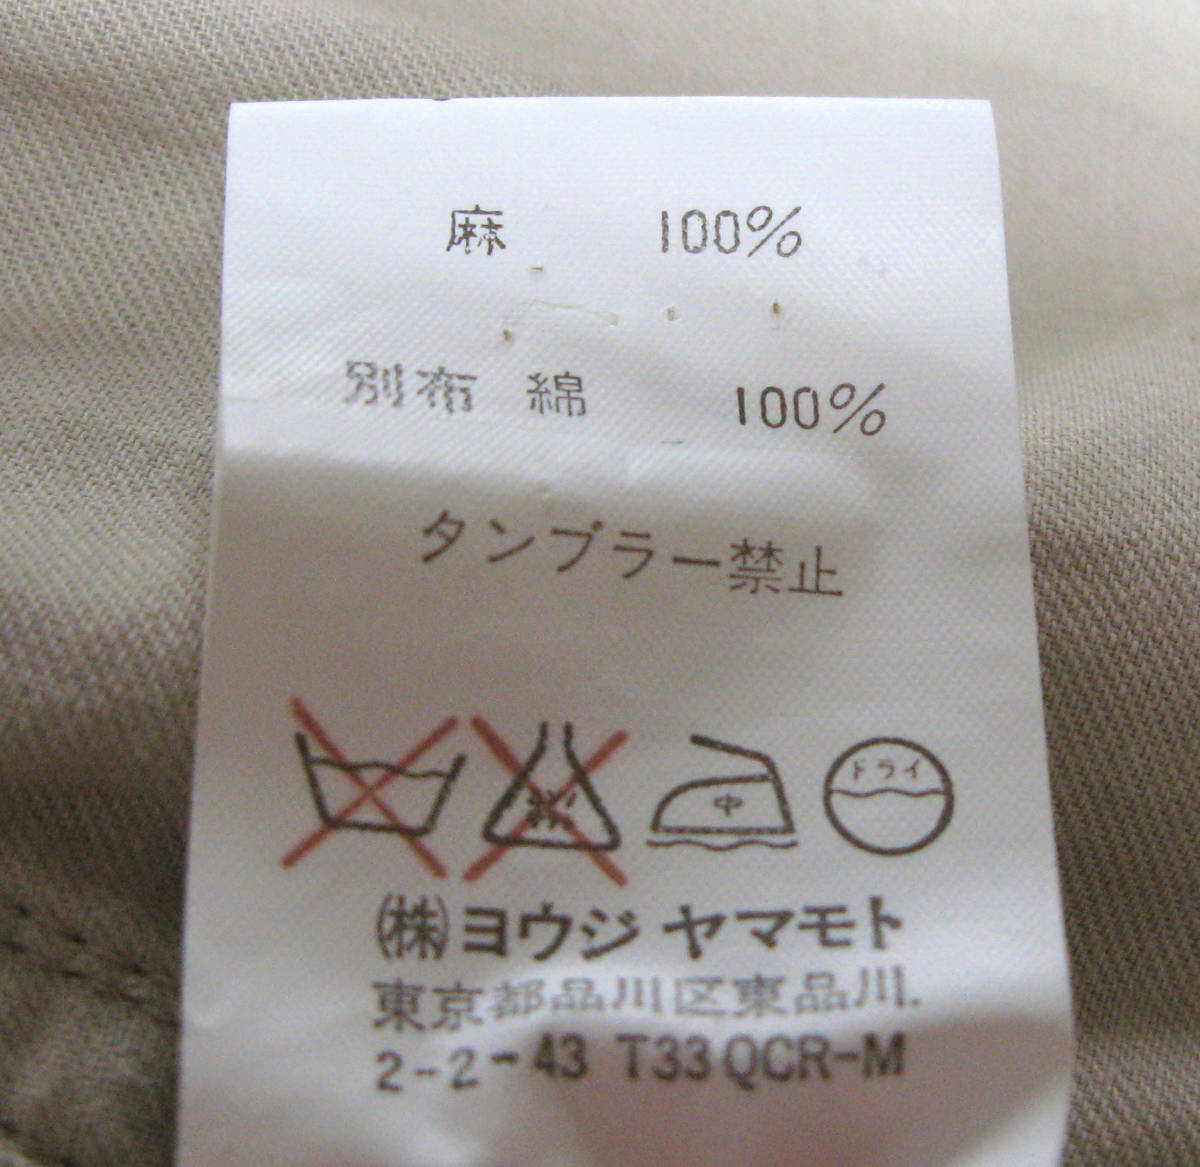 麻 100%
別布 綿 100%
タンブラー禁止
中 ドライ
㈱ヨウジ ヤマモト
東京都品川区東品川.
2-2-43 T33QCR-M